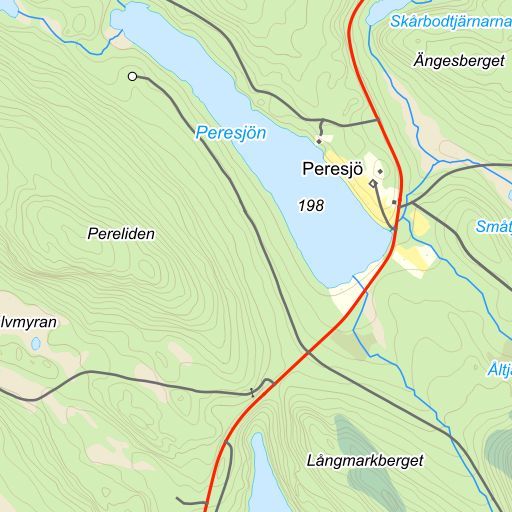 Skårbodtjärnarna
Ängesberget
Peresjön
Peresjö
198
Pereliden
lvmyran
Långmarkberget